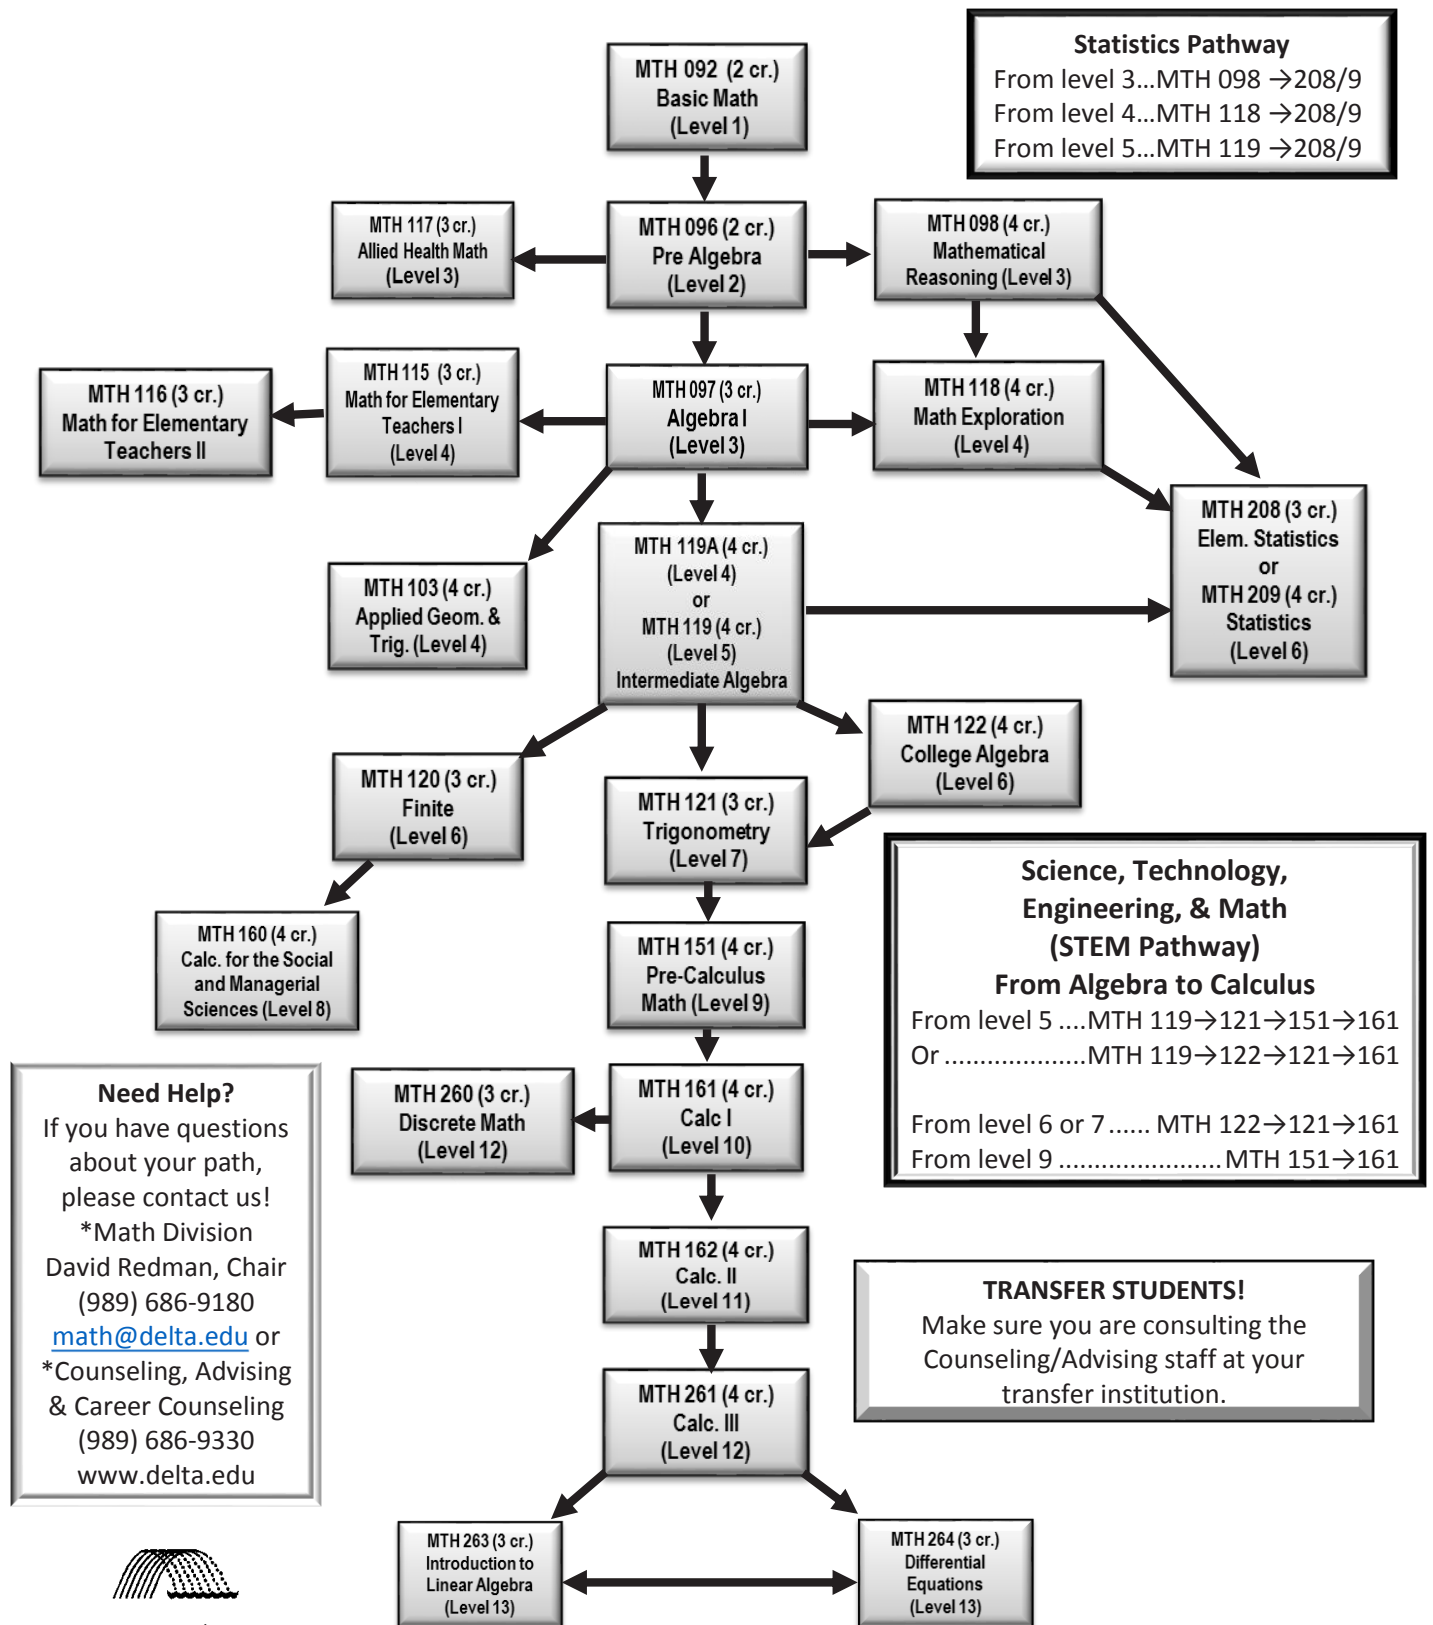 Statistics Pathway
From level 3...MTH 098 →208/9
From level 4...MTH 118 →208/9
From level 5...MTH 119 →208/9
MTH 092 (2 cr.)
Basic Math
(Level 1)
MTH 117 (3 cr.)
Allied Health Math
(Level 3)
MTH 096 (2 cr.)
Pre Algebra
(Level 2)
MTH 098 (4 cr.)
Mathematical
Reasoning (Level 3)
MTH 116 (3 cr.)
Math for Elementary
Teachers II
MTH 115 (3 cr.)
Math for Elementary
Teachers I
(Level 4)
MTH 097 (3 cr.)
Algebra I
(Level 3)
MTH 118 (4 cr.)
Math Exploration
(Level 4)
MTH 103 (4 cr.)
Applied Geom. &
Trig. (Level 4)
MTH 119A (4 cr.)
(Level 4)
or
MTH 119 (4 cr.)
(Level 5)
Intermediate Algebra
MTH 208 (3 cr.)
Elem. Statistics
or
MTH 209 (4 cr.)
Statistics
(Level 6)
MTH 120 (3 cr.)
Finite
(Level 6)
MTH 121 (3 cr.)
Trigonometry
(Level 7)
MTH 122 (4 cr.)
College Algebra
(Level 6)
MTH 160 (4 cr.)
Calc. for the Social
and Managerial
Sciences (Level 8)
MTH 151 (4 cr.)
Pre-Calculus
Math (Level 9)
Science, Technology,
Engineering, & Math
(STEM Pathway)
From Algebra to Calculus
From level 5 ....MTH 119→121→151→161
Or ....................MTH 119→122→121→161
From level 6 or 7...... MTH 122→121→161
From level 9 ....................... MTH 151→161
Need Help?
If you have questions
about your path,
please contact us!
*Math Division
David Redman, Chair
(989) 686-9180
math@delta.edu or
*Counseling, Advising
& Career Counseling
(989) 686-9330
www.delta.edu
MTH 260 (3 cr.)
Discrete Math
(Level 12)
MTH 161 (4 cr.)
Calc I
(Level 10)
MTH 162 (4 cr.)
Calc. II
(Level 11)
TRANSFER STUDENTS!
Make sure you are consulting the
Counseling/Advising staff at your
transfer institution.
MTH 261 (4 cr.)
Calc. III
(Level 12)
MTH 263 (3 cr.)
Introduction to
Linear Algebra
(Level 13)
MTH 264 (3 cr.)
Differential
Equations
(Level 13)